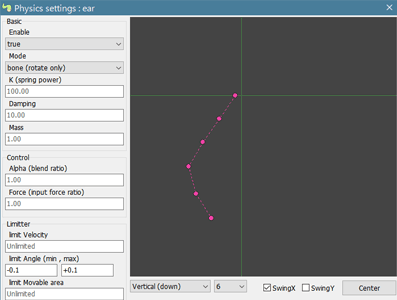 Physics settings : ear
Basic
Enable
true
Mode
bone (rotate only)
K (spring power)
100.00
Damping
10.00
Mass
1.00
Control
Alpha (blend ratio)
1.00
Force (input force ratio)
1.00
Limitter
limit Velocity
Unlimited
limit Angle (min , max)
-0.1 +0.1
limit Movable area
Unlimited
Vertical (down) 6 SwingX SwingY Center